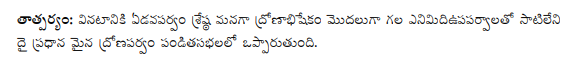 తాత్పర్యం: వినటానికి ఏడవపర్వం శ్రేష్ఠ మనగా ద్రోణాభిషేకం మొదలుగా గల ఎనిమిదిఉపపర్వాలతో సాటిలేని
దై ప్రధాన మైన ద్రోణపర్వం పండితసభలలో ఒప్పారుతుంది.